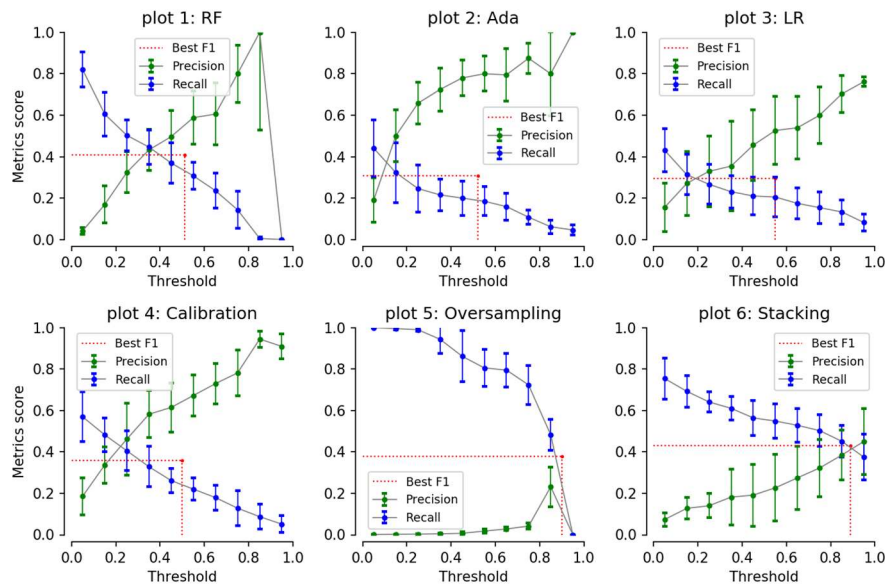 plot 1: RF
plot 2: Ada
plot 3: LR
Metrics score
1.0
0.8
0.6
0.4
0.2
0.0
Best F1
Precision
Recall
0.0 0.2 0.4 0.6 0.8 1.0
Threshold
1.0
0.8
0.6
0.4
0.2
0.0
Best F1
Precision
Recall
0.0 0.2 0.4 0.6 0.8 1.0
Threshold
1.0
0.8
0.6
0.4
0.2
0.0
Best F1
Precision
Recall
0.0 0.2 0.4 0.6 0.8 1.0
Threshold
plot 4: Calibration
plot 5: Oversampling
plot 6: Stacking
Metrics score
1.0
0.8
0.6
0.4
0.2
0.0
Best F1
Precision
Recall
0.0 0.2 0.4 0.6 0.8 1.0
Threshold
1.0
0.8
0.6
0.4
0.2
0.0
Best F1
Precision
Recall
0.0 0.2 0.4 0.6 0.8 1.0
Threshold
1.0
0.8
0.6
0.4
0.2
0.0
Best F1
Precision
Recall
0.0 0.2 0.4 0.6 0.8 1.0
Threshold